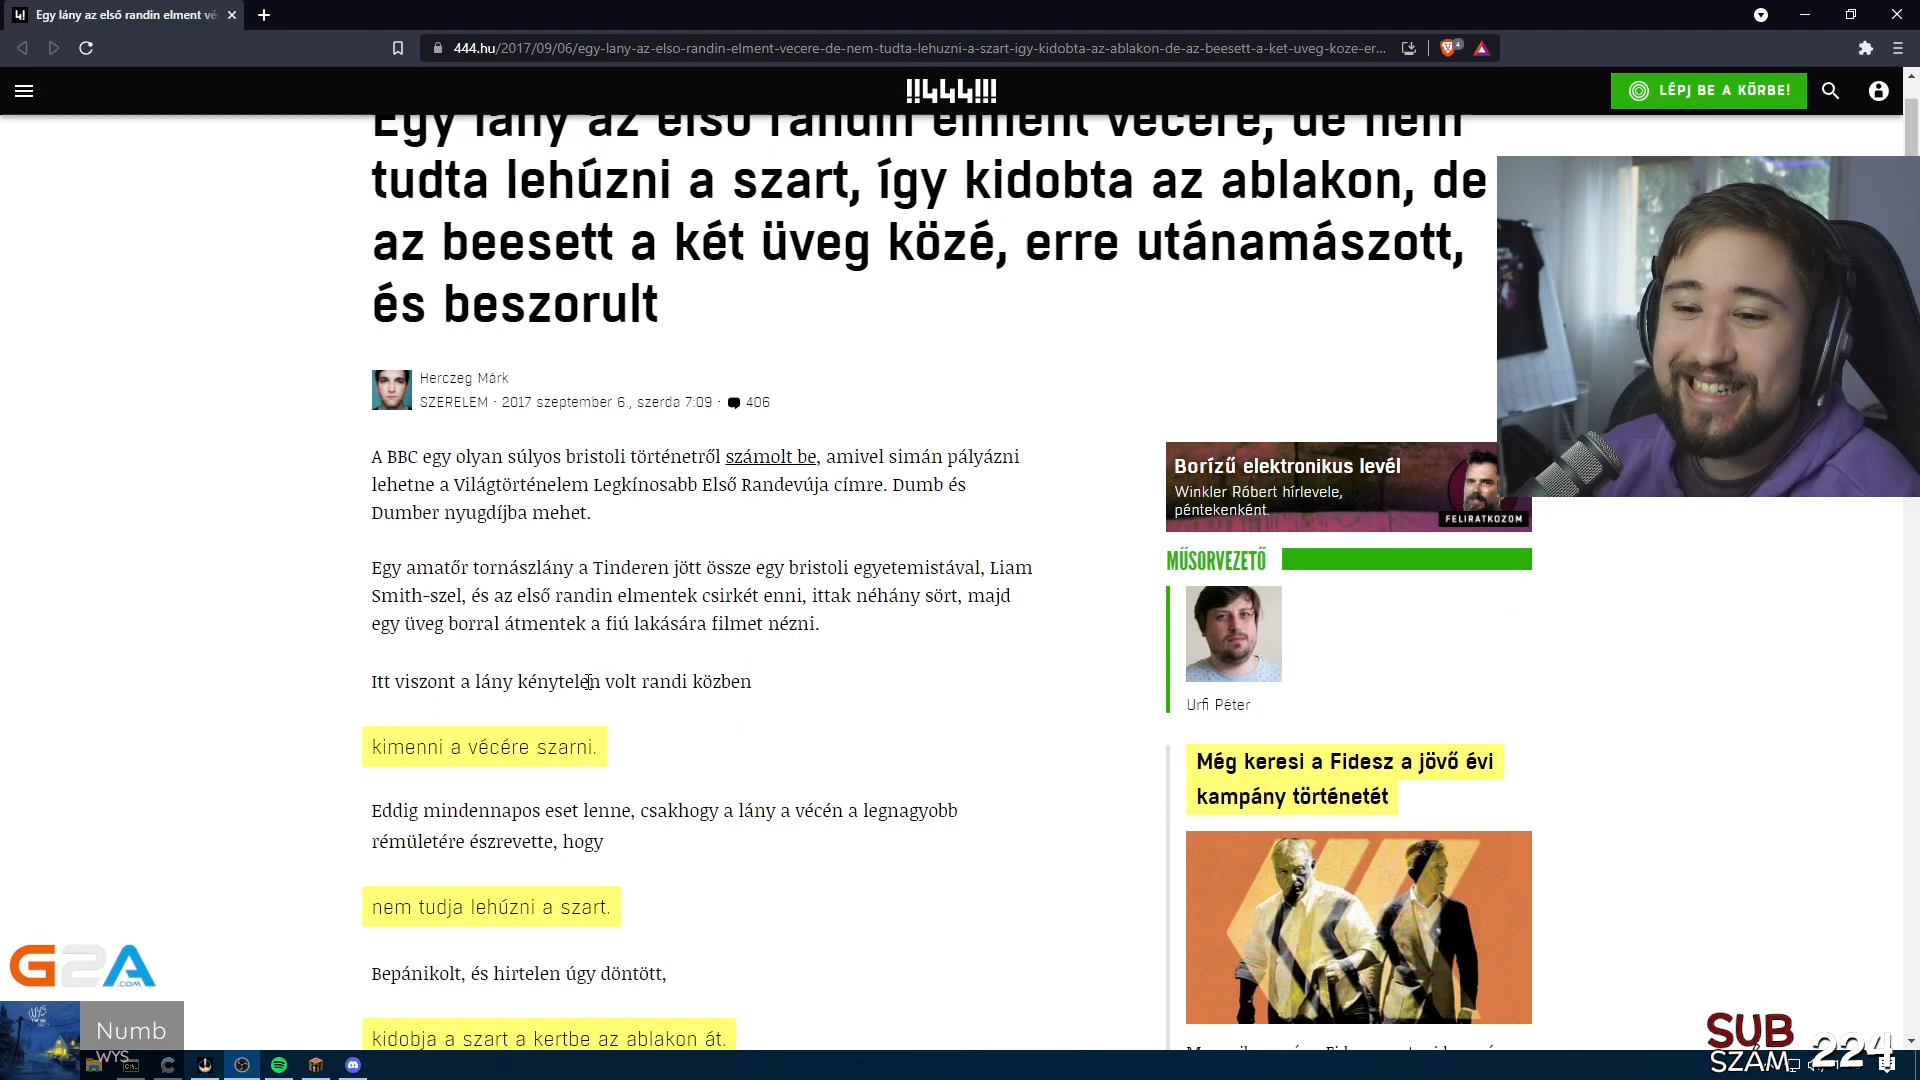 Egy lány az első randin elment vé
444.hu/2017/09/06/egy-lany-az-elso-randin-elment-vecere-de-nem-tudta-lehuzni-a-szart-igy-kidobta-az-ablakon-de-az-beesett-a-ket-uveg-koze-er...
4
!!444!!!
LÉPJ BE A KÖRBE!
Egy lány az első randin elment vécére, de nem
tudta lehúzni a szart, így kidobta az ablakon, de
az beesett a két üveg közé, erre utánamászott,
és beszorult
Herczeg Márk
SZERELEM · 2017 szeptember 6., szerda 7:09 · 406
A BBC egy olyan súlyos bristoli történetről számolt be, amivel simán pályázni
lehetne a Világtörténelem Legkínosabb Első Randevúja címre. Dumb és
Dumber nyugdíjba mehet.
Egy amatőr tornászlány a Tinderen jött össze egy bristoli egyetemistával, Liam
Smith-szel, és az első randin elmentek csirkét enni, ittak néhány sört, majd
egy üveg borral átmentek a fiú lakására filmet nézni.
Itt viszont a lány kénytelen volt randi közben
kimenni a vécére szarni.
Eddig mindennapos eset lenne, csakhogy a lány a vécén a legnagyobb
rémületére észrevette, hogy
nem tudja lehúzni a szart.
Bepánikolt, és hirtelen úgy döntött,
kidobja a szart a kertbe az ablakon át.
Borízű elektronikus levél
Winkler Róbert hírlevele,
péntekenként.
FELIRATKOZOM
MŰSORVEZETŐ
Urfi Péter
Még keresi a Fidesz a jövő évi
kampány történetét
G2A
.COM
WYS
Numb
WYS
SUB
SZÁM
224